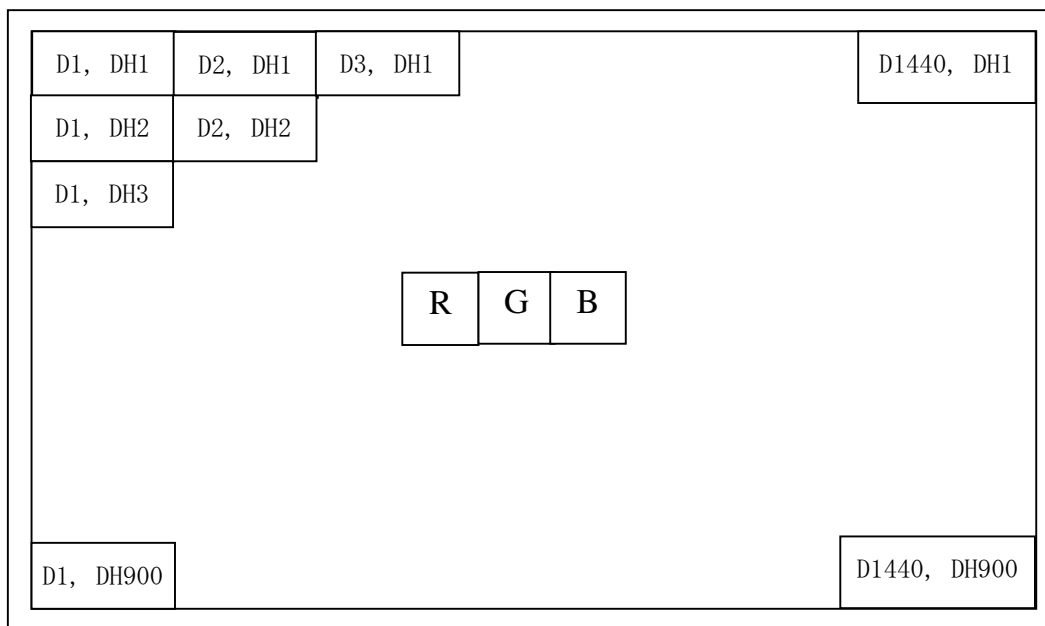 D1, DH1 D2, DH1 D3, DH1 D1440, DH1
D1, DH2 D2, DH2
D1, DH3
R G B
D1, DH900 D1440, DH900